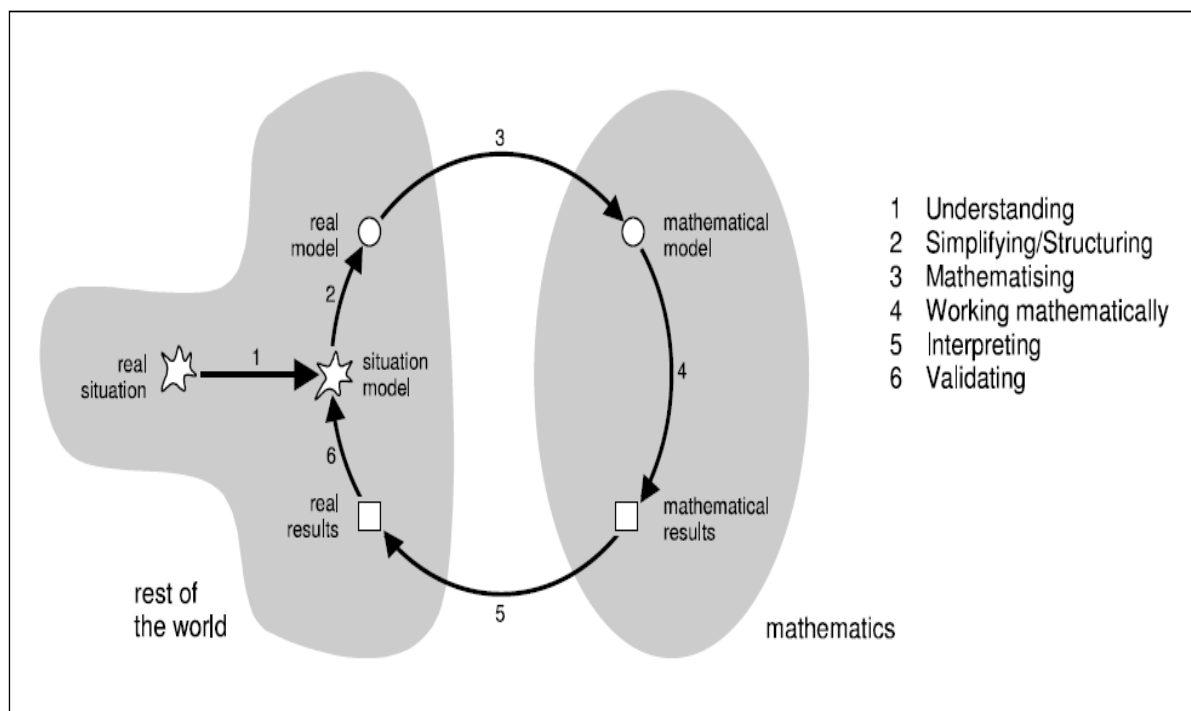 3
real
model
mathematical
model
2
1
real
situation
situation
model
4
6
real
results
mathematical
results
5
rest of
the world
mathematics
1 Understanding
2 Simplifying/Structuring
3 Mathematising
4 Working mathematically
5 Interpreting
6 Validating